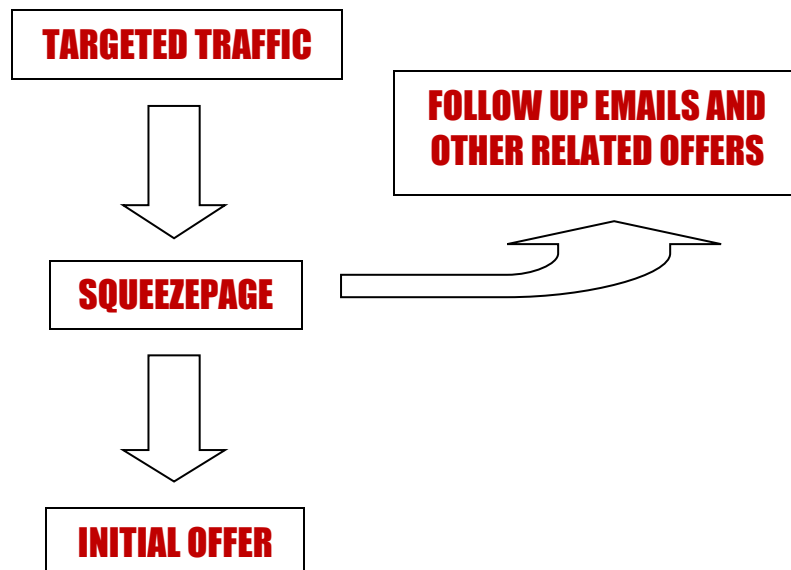 TARGETED TRAFFIC
FOLLOW UP EMAILS AND
OTHER RELATED OFFERS
SQUEEZEPAGE
INITIAL OFFER